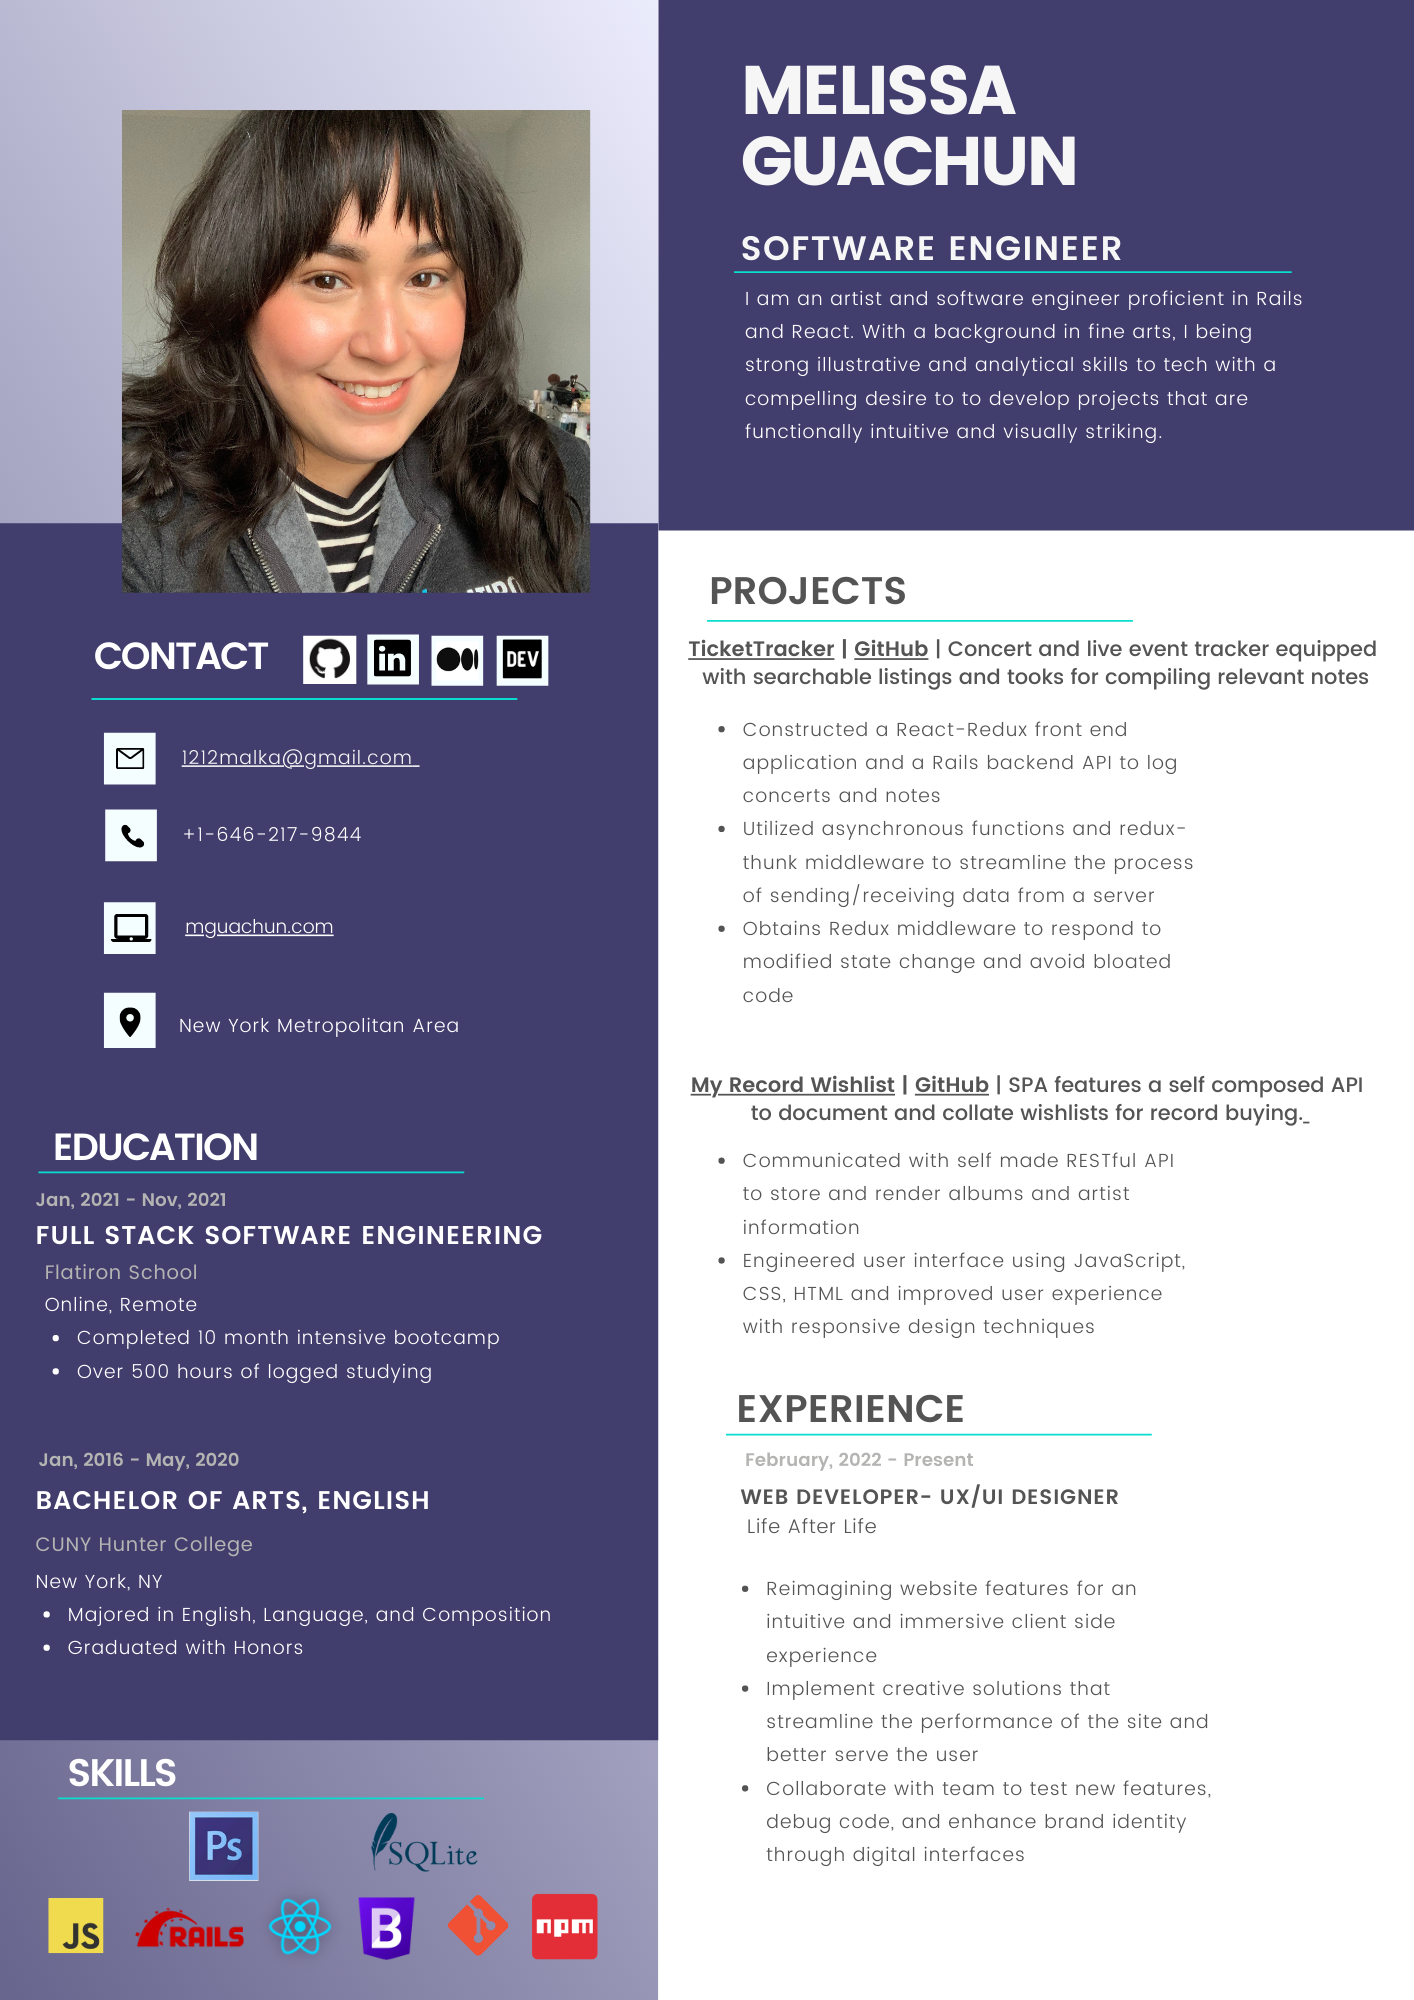 MELISSA
GUACHUN
SOFTWARE ENGINEER
I am an artist and software engineer proficient in Rails
and React. With a background in fine arts, I being
strong illustrative and analytical skills to tech with a
compelling desire to to develop projects that are
functionally intuitive and visually striking.
CONTACT
DEV
1212malka@gmail.com
+1-646-217-9844
mguachun.com
New York Metropolitan Area
EDUCATION
Jan, 2021 - Nov, 2021
FULL STACK SOFTWARE ENGINEERING
Flatiron School
Online, Remote
• Completed 10 month intensive bootcamp
• Over 500 hours of logged studying
Jan, 2016 - May, 2020
BACHELOR OF ARTS, ENGLISH
CUNY Hunter College
New York, NY
• Majored in English, Language, and Composition
• Graduated with Honors
SKILLS
Ps
SQLite
JS
RAILS
B
npm
PROJECTS
TicketTracker | GitHub | Concert and live event tracker equipped
with searchable listings and tooks for compiling relevant notes
• Constructed a React-Redux front end
application and a Rails backend API to log
concerts and notes
• Utilized asynchronous functions and redux-
thunk middleware to streamline the process
of sending/receiving data from a server
• Obtains Redux middleware to respond to
modified state change and avoid bloated
code
My Record Wishlist | GitHub | SPA features a self composed API
to document and collate wishlists for record buying.
• Communicated with self made RESTful API
to store and render albums and artist
information
• Engineered user interface using JavaScript,
CSS, HTML and improved user experience
with responsive design techniques
EXPERIENCE
February, 2022 - Present
WEB DEVELOPER- UX/UI DESIGNER
Life After Life
• Reimagining website features for an
intuitive and immersive client side
experience
• Implement creative solutions that
streamline the performance of the site and
better serve the user
• Collaborate with team to test new features,
debug code, and enhance brand identity
through digital interfaces